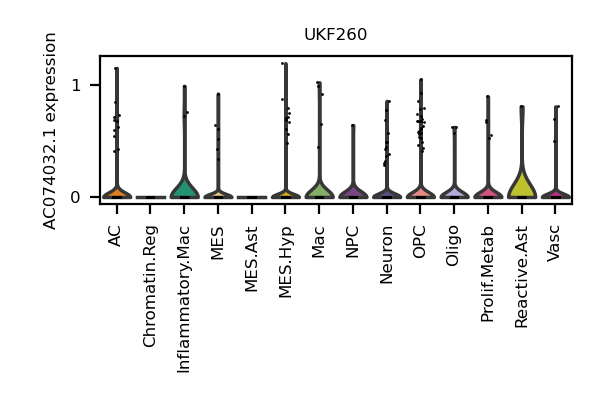 UKF260
AC074032.1 expression
1
0
AC
Chromatin.Reg
Inflammatory.Mac
MES
MES.Ast
MES.Hyp
Mac
NPC
Neuron
OPC
Oligo
Prolif.Metab
Reactive.Ast
Vasc